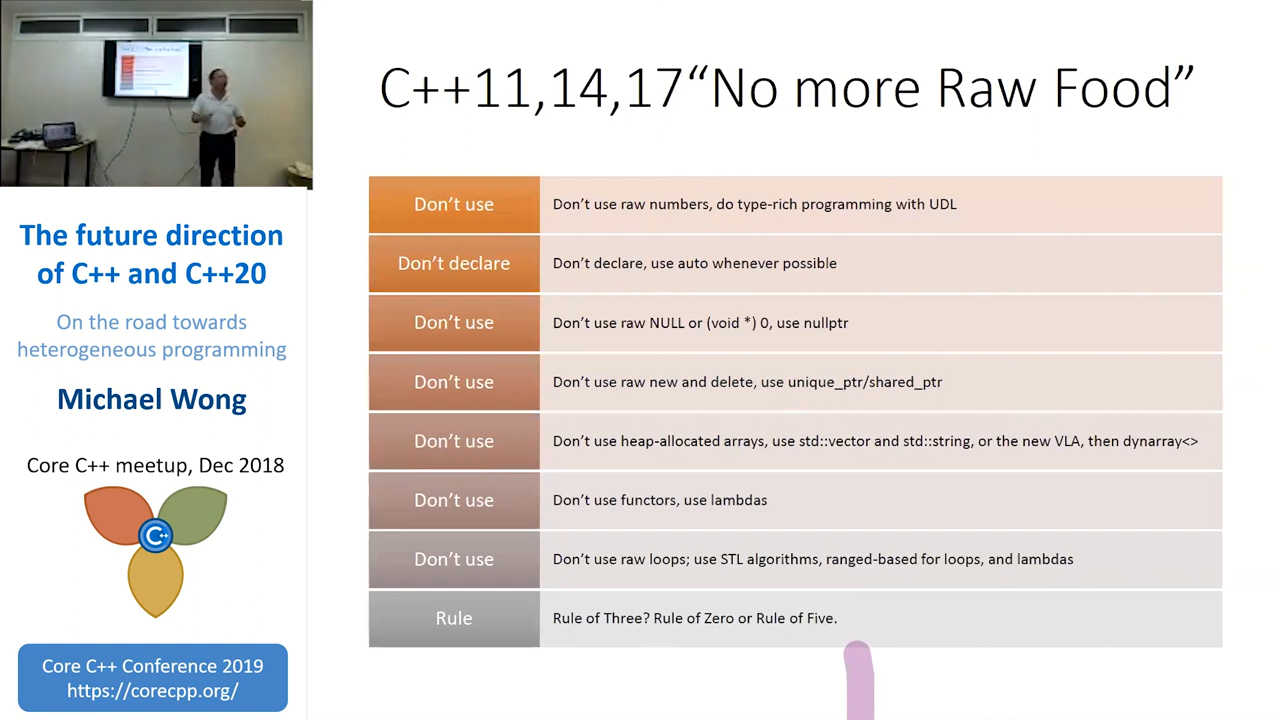 C++11,14,17“No more Raw Food”
Don’t use
Don’t use raw numbers, do type-rich programming with UDL
Don’t declare
Don’t declare, use auto whenever possible
Don’t use
Don’t use raw NULL or (void *) 0, use nullptr
Don’t use
Don’t use raw new and delete, use unique_ptr/shared_ptr
Don’t use
Don’t use heap-allocated arrays, use std::vector and std::string, or the new VLA, then dynarray<>
Don’t use
Don’t use functors, use lambdas
Don’t use
Don’t use raw loops; use STL algorithms, ranged-based for loops, and lambdas
Rule
Rule of Three? Rule of Zero or Rule of Five.
The future direction
of C++ and C++20
On the road towards
heterogeneous programming
Michael Wong
Core C++ meetup, Dec 2018
C++
Core C++ Conference 2019
https://corecpp.org/